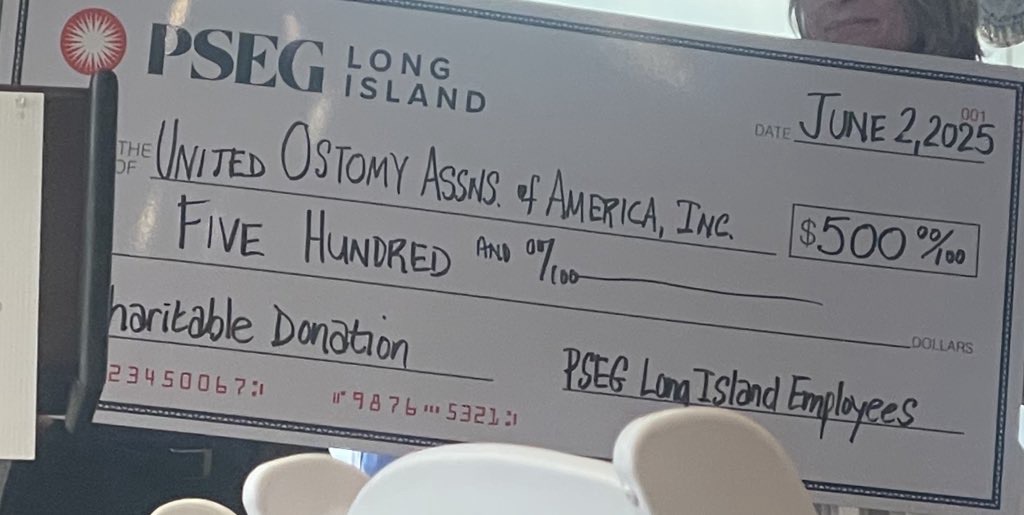 PSEG LONG ISLAND
001
DATE JUNE 2, 2025
THE OF UNITED OSTOMY ASSNS. of AMERICA, INC.
$500 00/100
FIVE HUNDRED AND 00/100
DOLLARS
haritable Donation
PSEG Long Island Employees
23450067 9876 5321